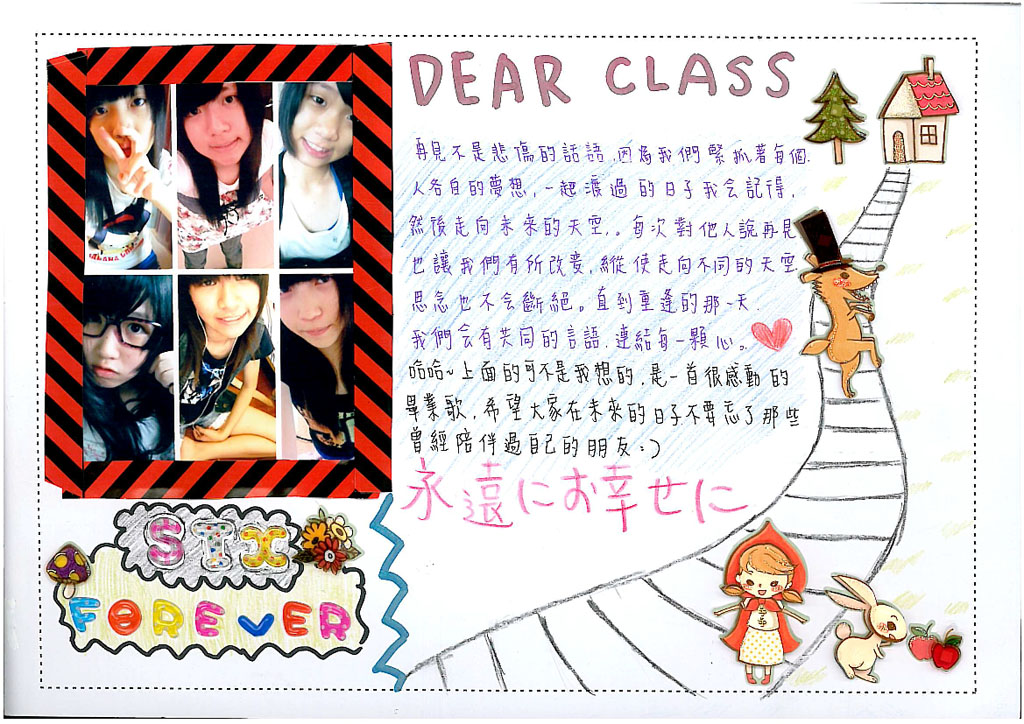 DEAR CLASS
再見不是悲傷的話語,因為我們緊抓著每個
人各自的夢想,一起渡過的日子我会記得,
然後走向未來的天空,。每次對他人說再見
也讓我們有所改変,縱使走向不同的天空
思念也不会斷絕。直到重逢的那一天
我們會有共同的言語,連結每一顆心。
哈哈~上面的可不是我想的,是一首很感動的
畢業歌,希望大家在未來的日子不要忘了那些
曾經陪伴過自己的朋友:)
永遠にお幸せに
SIX
FOREVER